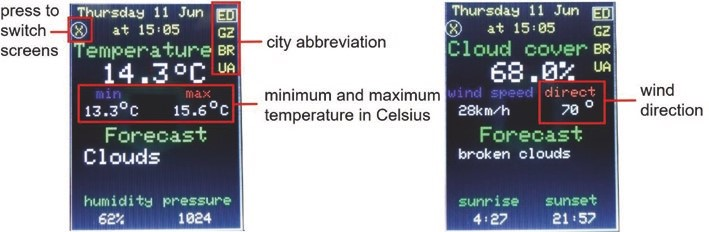 press to
switch
screens
Thursday 11 Jun
at 15:05
X
ED
GZ
BR
UA
Temperature
14.3°C
min
max
13.3°C
15.6°C
Forecast
Clouds
humidity pressure
62%
1024
city abbreviation
minimum and maximum
temperature in Celsius
Thursday 11 Jun
at 15:05
X
ED
GZ
BR
UA
Cloud cover
68.0%
wind speed
direct
28km/h
70 °
Forecast
broken clouds
sunrise
sunset
4:27
21:57
wind
direction